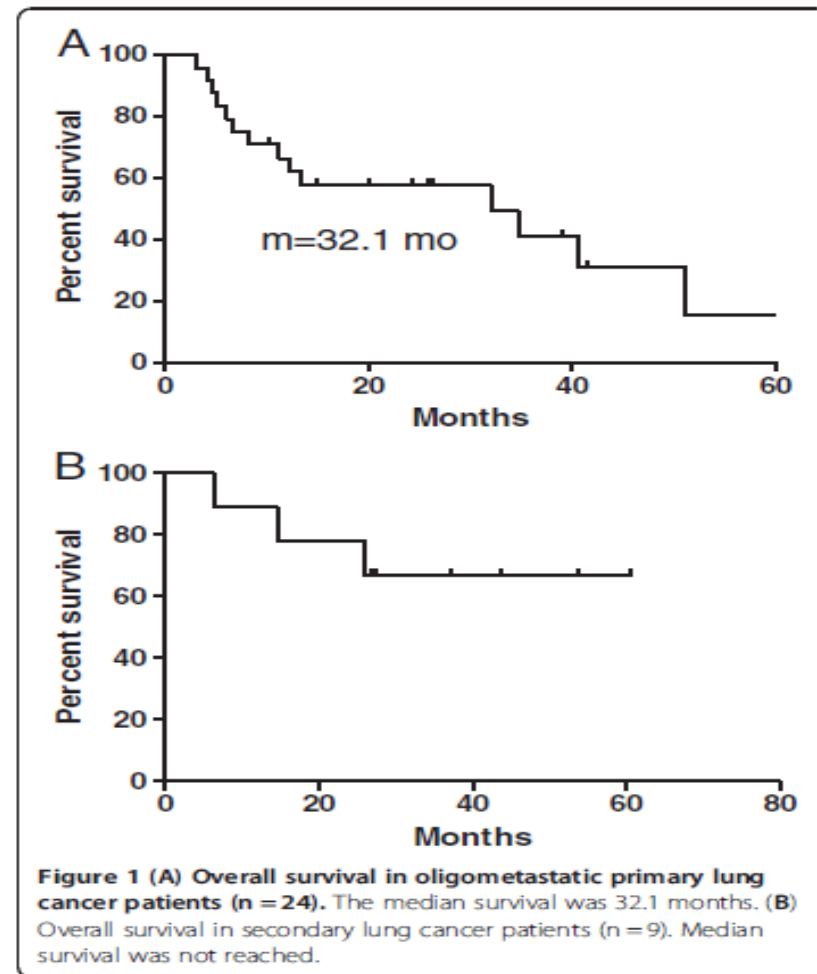 A
100
80
60
40
20
0
Percent survival
m=32.1 mo
0 20 40 60
Months
B
100
80
60
40
20
0
Percent survival
0 20 40 60 80
Months
Figure 1 (A) Overall survival in oligometastatic primary lung
cancer patients (n = 24). The median survival was 32.1 months. (B)
Overall survival in secondary lung cancer patients (n = 9). Median
survival was not reached.